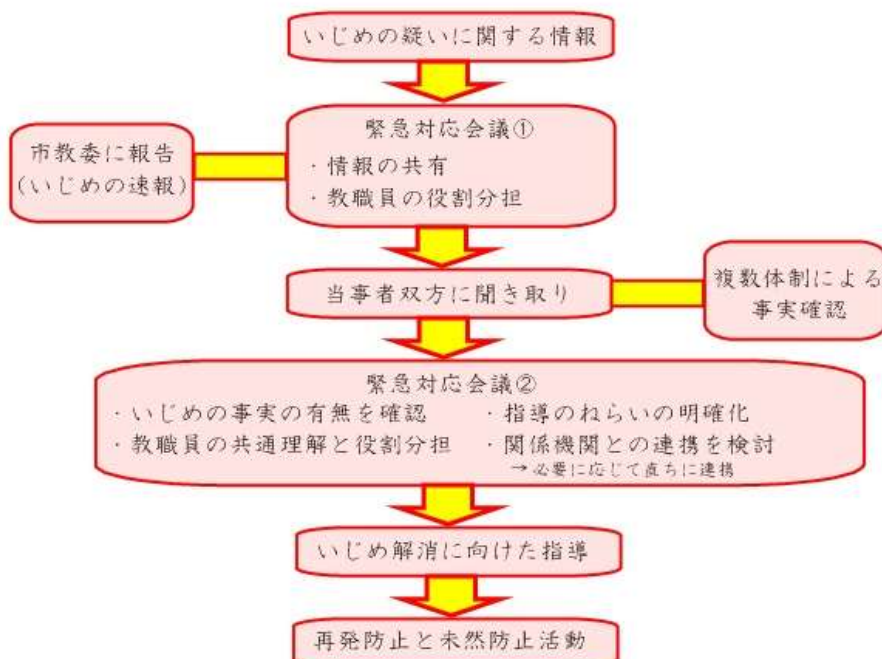 いじめの疑いに関する情報
緊急対応会議①
・情報の共有
・教職員の役割分担
市教委に報告
(いじめの速報)
当事者双方に聞き取り
複数体制による
事実確認
緊急対応会議②
・いじめの事実の有無を確認
・教職員の共通理解と役割分担
・指導のねらいの明確化
・関係機関との連携を検討
→必要に応じて直ちに連携
いじめ解消に向けた指導
再発防止と未然防止活動